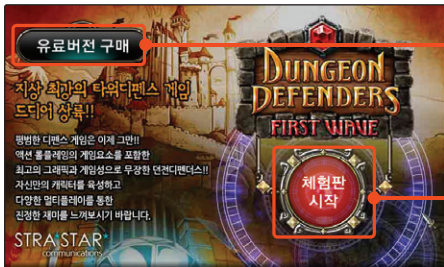 유료버전 구매
지상 최강의 타워디펜스 게임
드디어 상륙!!
평범한 디펜스 게임은 이제 그만!!
액션 롤플레잉의 게임요소를 포함한
최고의 그래픽과 게임성으로 무장한 던전디펜더스!!
자신만의 캐릭터를 육성하고
다양한 멀티플레이를 통한
진정한 재미를 느껴보시기 바랍니다.
STRA STAR
communications
DUNGEON
DEFENDERS
FIRST WAVE
체험판
시작